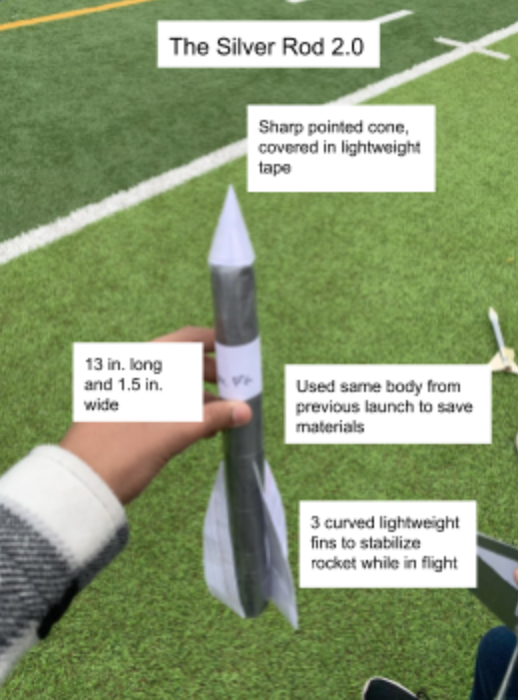 The Silver Rod 2.0
Sharp pointed cone,
covered in lightweight
tape
13 in. long
and 1.5 in.
wide
Used same body from
previous launch to save
materials
3 curved lightweight
fins to stabilize
rocket while in flight